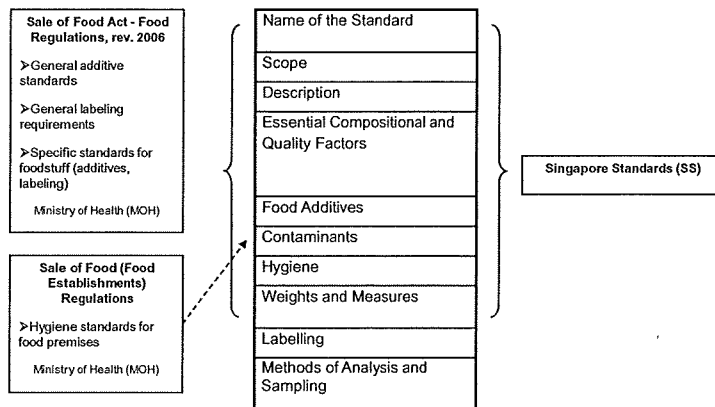 Sale of Food Act - Food
Regulations, rev. 2006
➢General additive
standards
➢General labeling
requirements
➢Specific standards for
foodstuff (additives,
labeling)
Ministry of Health (MOH)
Sale of Food (Food
Establishments)
Regulations
➢Hygiene standards for
food premises
Ministry of Health (MOH)
Name of the Standard
Scope
Description
Essential Compositional and
Quality Factors
Food Additives
Contaminants
Hygiene
Weights and Measures
Labelling
Methods of Analysis and
Sampling
Singapore Standards (SS)